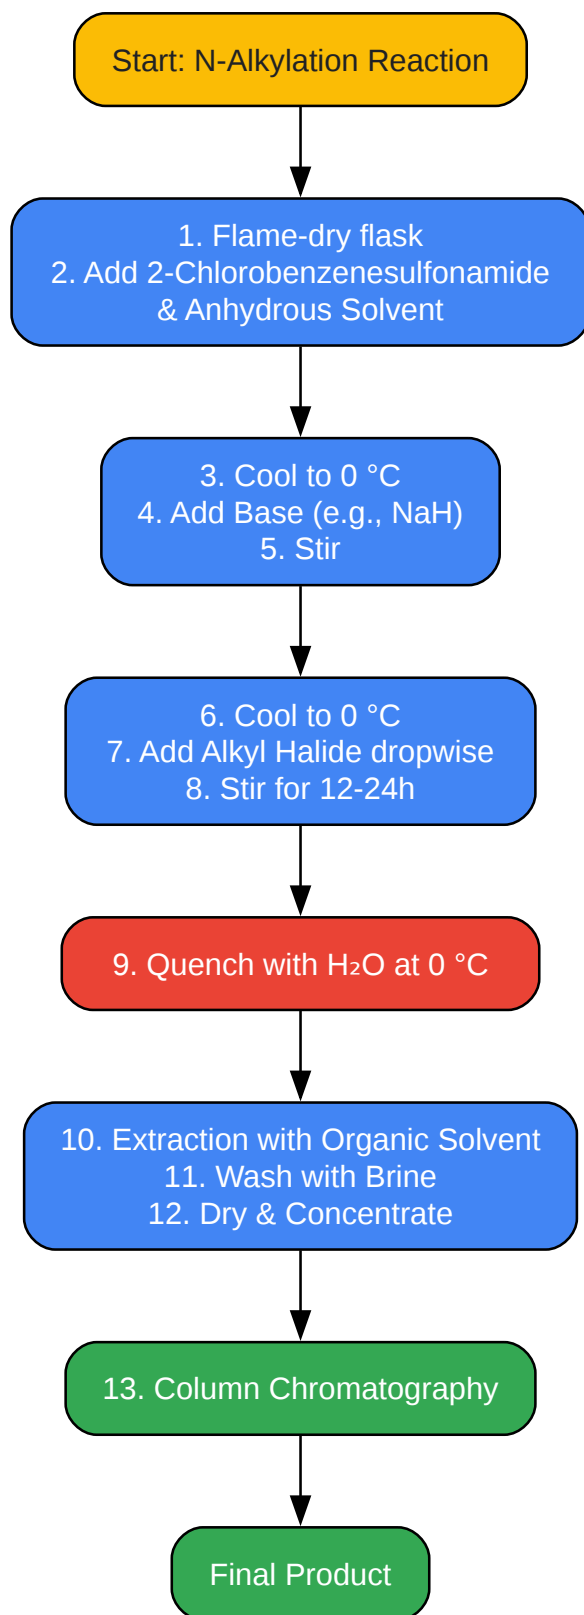 Start: N-Alkylation Reaction
1. Flame-dry flask
2. Add 2-Chlorobenzenesulfonamide
& Anhydrous Solvent
3. Cool to 0 °C
4. Add Base (e.g., NaH)
5. Stir
6. Cool to 0 °C
7. Add Alkyl Halide dropwise
8. Stir for 12-24h
9. Quench with H₂O at 0 °C
10. Extraction with Organic Solvent
11. Wash with Brine
12. Dry & Concentrate
13. Column Chromatography
Final Product